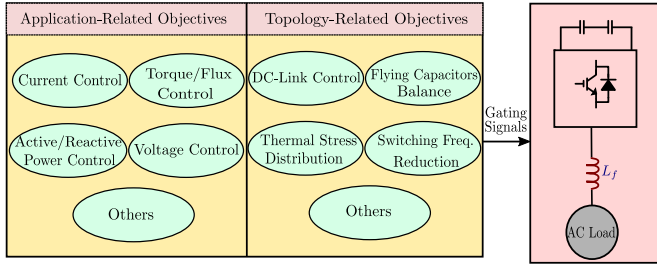 Application-Related Objectives
Topology-Related Objectives
Current Control
Torque/Flux
Control
DC-Link Control
Flying Capacitors
Balance
Active/Reactive
Power Control
Voltage Control
Thermal Stress
Distribution
Switching Freq.
Reduction
Others
Others
Gating
Signals
L_f
AC Load